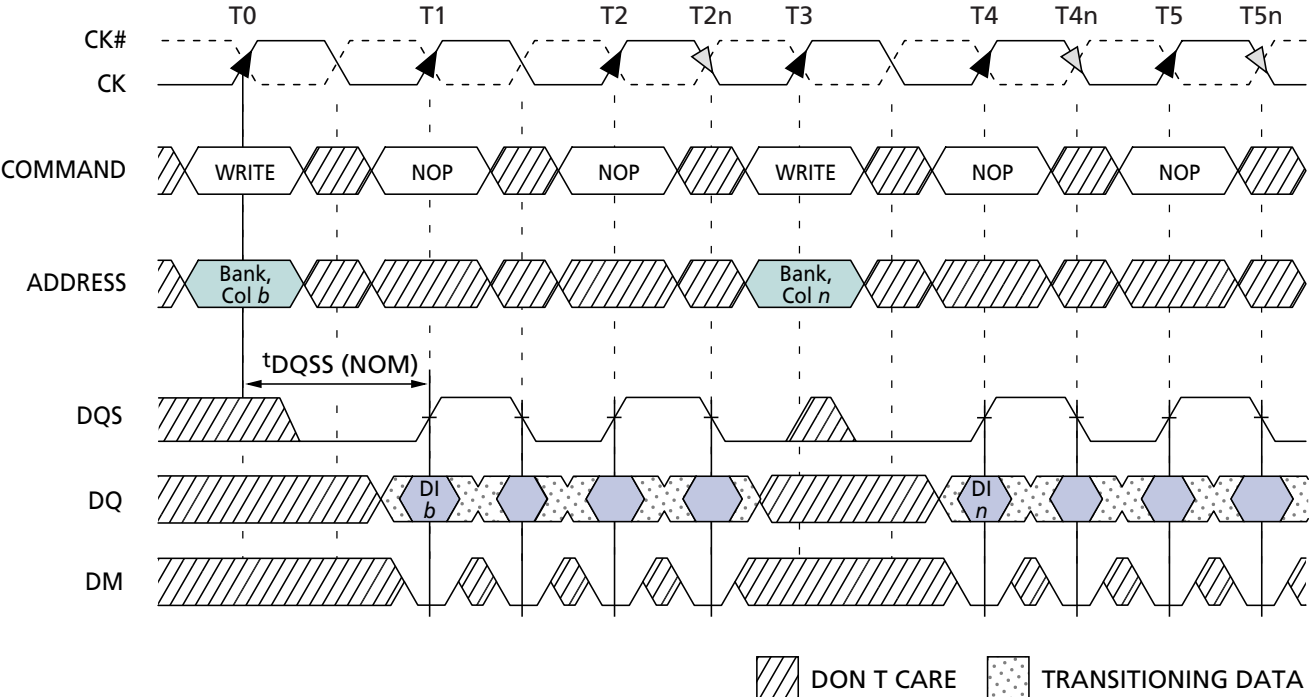 T0 T1 T2 T2n T3 T4 T4n T5 T5n
CK#
CK
COMMAND WRITE NOP NOP WRITE NOP NOP
ADDRESS Bank, Col b Bank, Col n
tDQSS (NOM)
DQS
DQ DI b DI n
DM
DON T CARE TRANSITIONING DATA